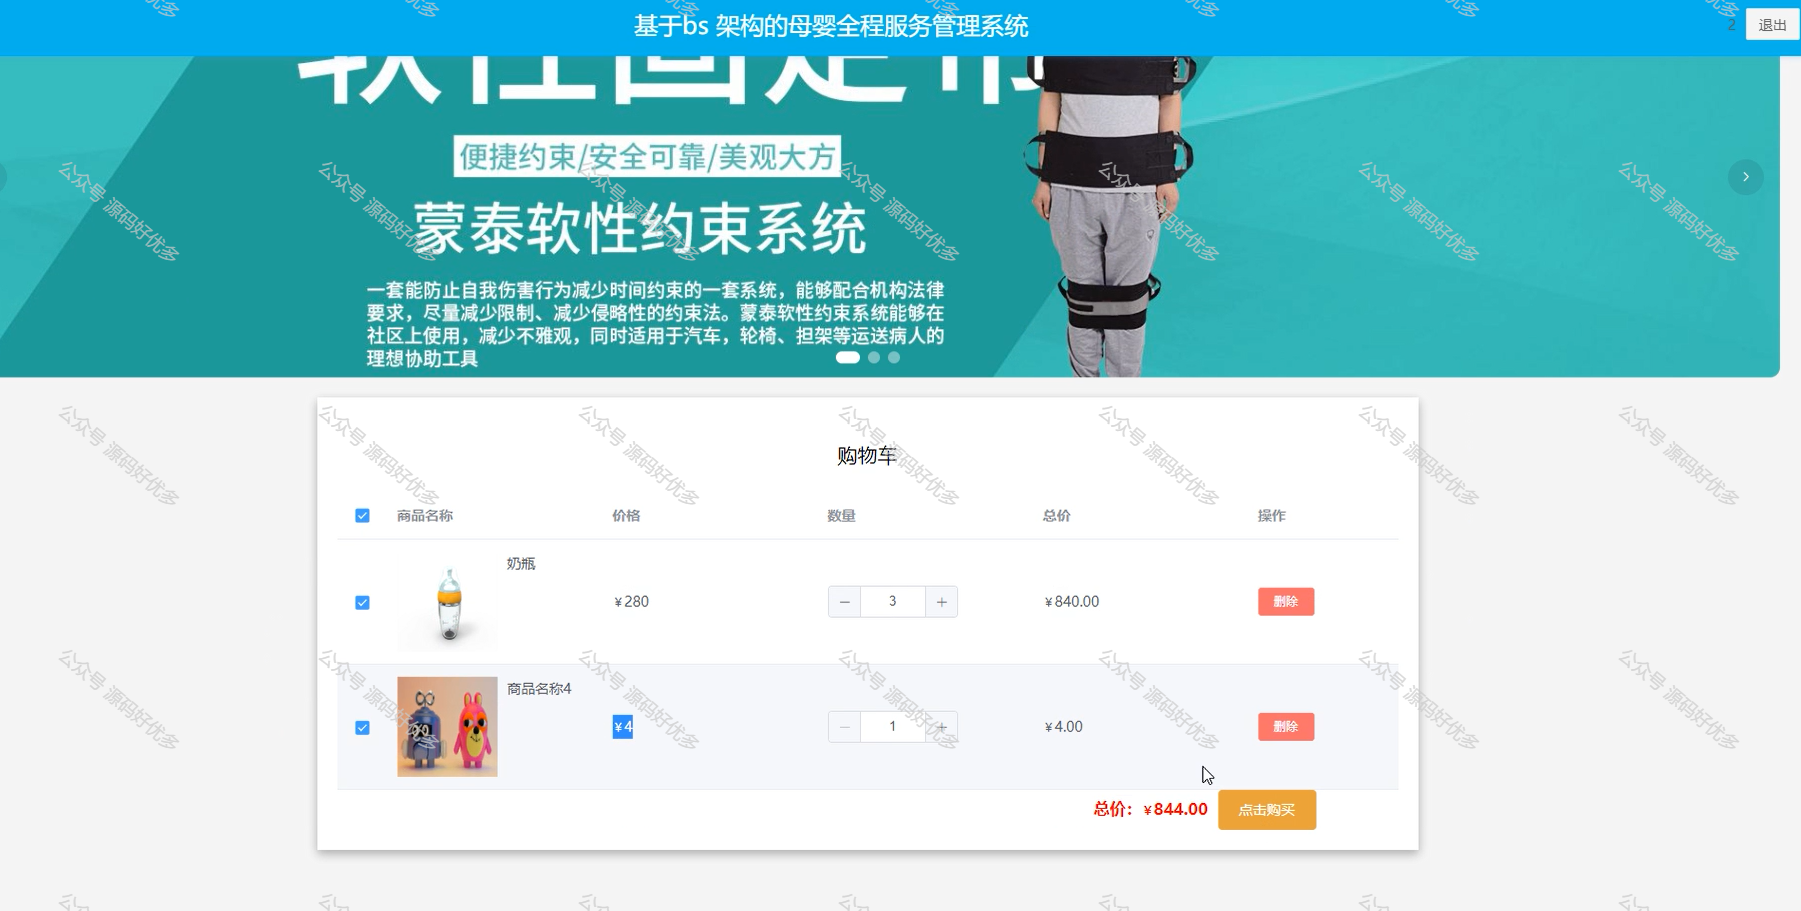 基于bs 架构的母婴全程服务管理系统
2
退出
便捷约束/安全可靠/美观大方
蒙泰软性约束系统
一套能防止自我伤害行为减少时间约束的一套系统，能够配合机构法律
要求，尽量减少限制、减少侵略性的约束法。蒙泰软性约束系统能够在
社区上使用，减少不雅观，同时适用于汽车，轮椅、担架等运送病人的
理想协助工具
购物车
商品名称 价格 数量 总价 操作
奶瓶
￥280 3 ￥840.00 删除
商品名称4
￥4 1 ￥4.00 删除
总价：￥844.00 点击购买
公众号 源码好优多